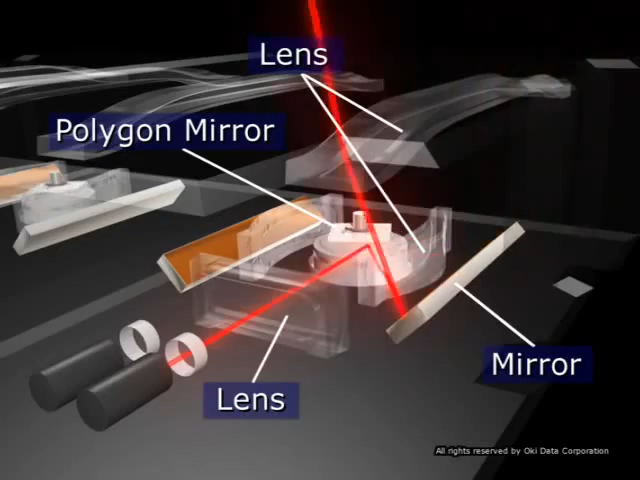 Lens
Polygon Mirror
Mirror
Lens
All rights reserved by Oki Data Corporation